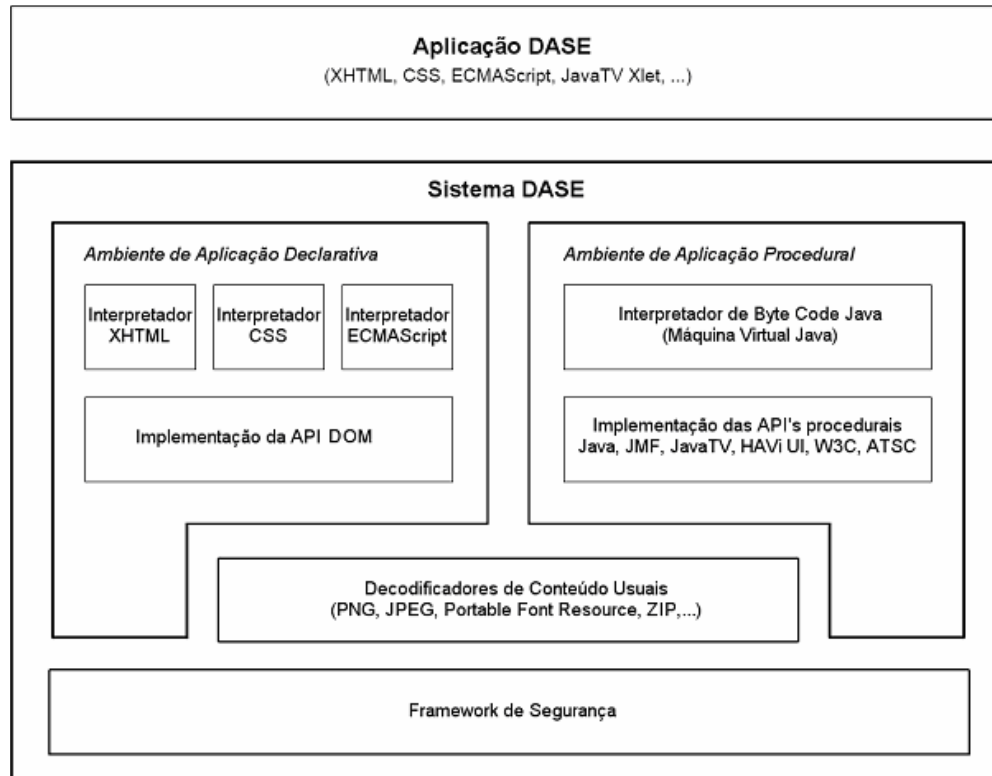 Aplicação DASE
(XHTML, CSS, ECMAScript, JavaTV Xlet, ...)
Sistema DASE
Ambiente de Aplicação Declarativa
Interpretador
XHTML
Interpretador
CSS
Interpretador
ECMAScript
Implementação da API DOM
Ambiente de Aplicação Procedural
Interpretador de Byte Code Java
(Máquina Virtual Java)
Implementação das API's procedurais
Java, JMF, JavaTV, HAVi UI, W3C, ATSC
Decodificadores de Conteúdo Usuais
(PNG, JPEG, Portable Font Resource, ZIP,...)
Framework de Segurança